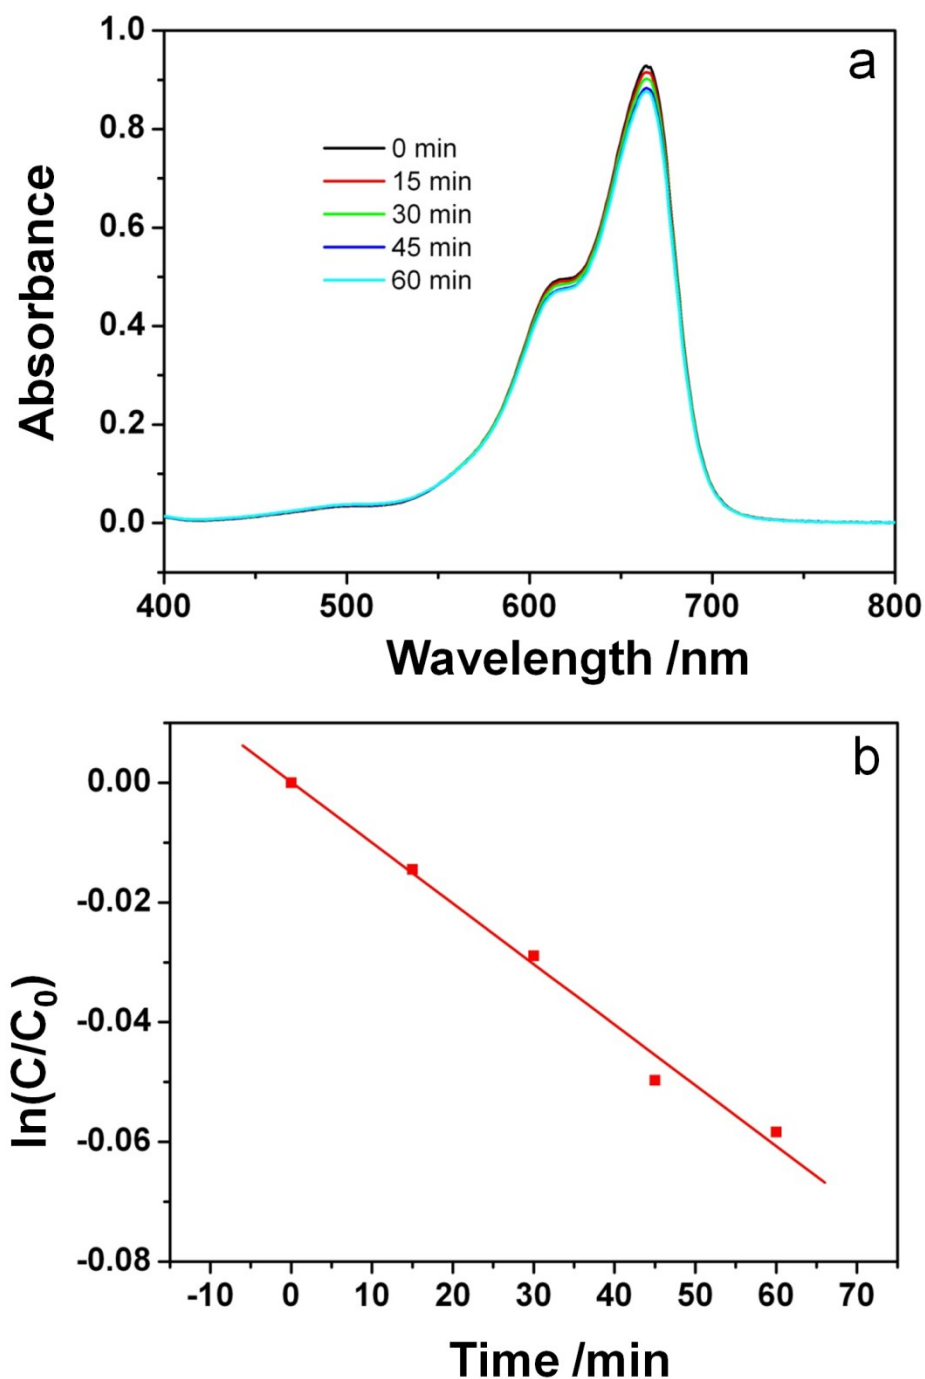 a
1.0
0.8
0.6
0.4
0.2
0.0
Absorbance
0 min
15 min
30 min
45 min
60 min
400 500 600 700 800
Wavelength /nm
b
0.00
-0.02
-0.04
-0.06
-0.08
ln(C/C₀)
-10 0 10 20 30 40 50 60 70
Time /min